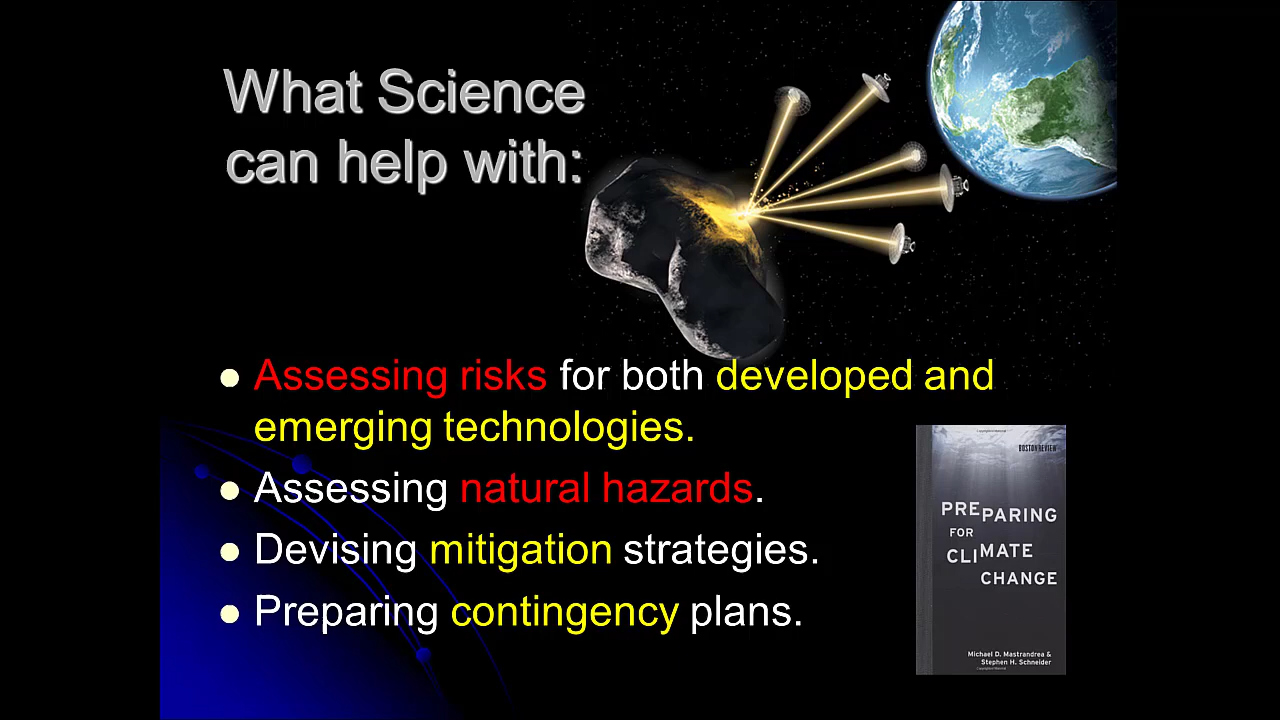 What Science
can help with:
Assessing risks for both developed and
emerging technologies.
Assessing natural hazards.
Devising mitigation strategies.
Preparing contingency plans.
BOSTON REVIEW
PREPARING
FOR
CLIMATE
CHANGE
Michael D. Mastrandrea &
Stephen H. Schneider